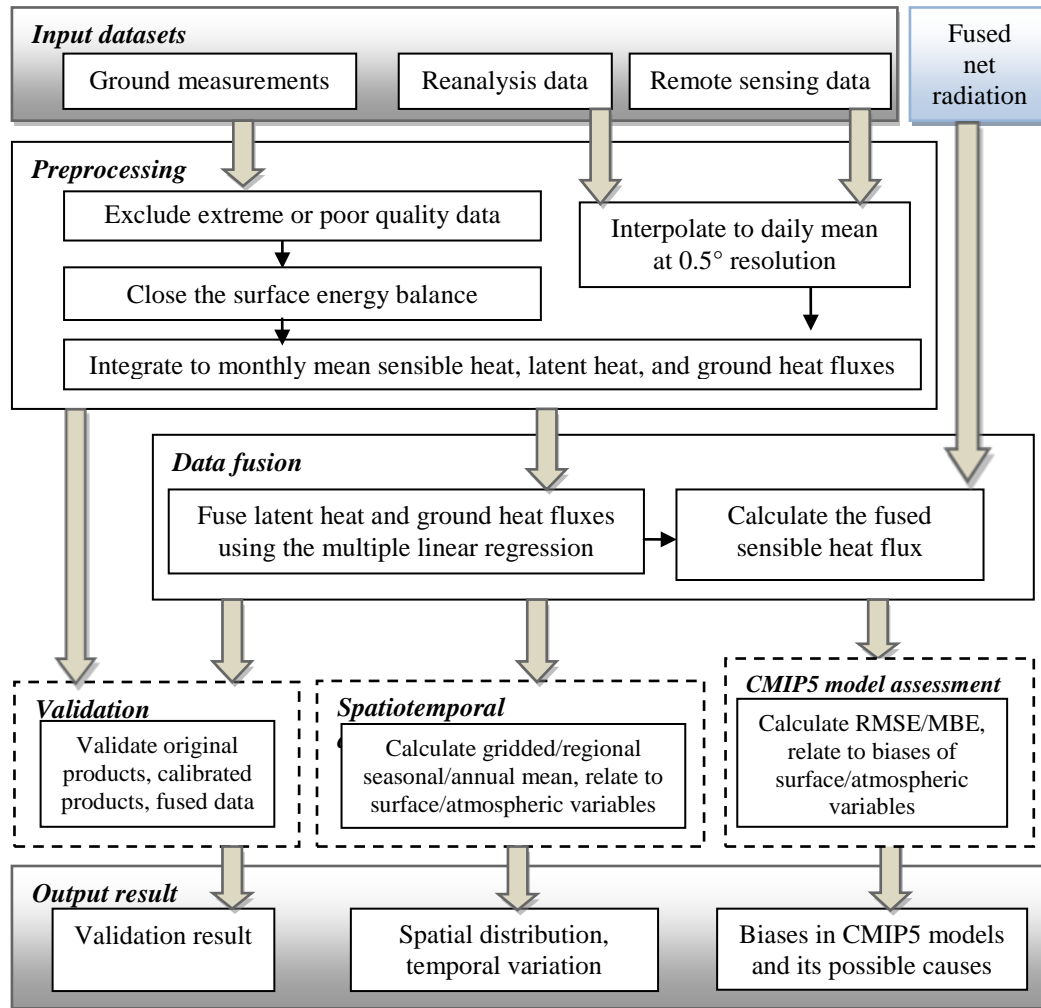 Input datasets
Ground measurements
Reanalysis data
Remote sensing data
Fused
net
radiation
Preprocessing
Exclude extreme or poor quality data
Close the surface energy balance
Interpolate to daily mean
at 0.5° resolution
Integrate to monthly mean sensible heat, latent heat, and ground heat fluxes
Data fusion
Fuse latent heat and ground heat fluxes
using the multiple linear regression
Calculate the fused
sensible heat flux
Validation
Validate original
products, calibrated
products, fused data
Spatiotemporal
Calculate gridded/regional
seasonal/annual mean, relate to
surface/atmospheric variables
CMIP5 model assessment
Calculate RMSE/MBE,
relate to biases of
surface/atmospheric
variables
Output result
Validation result
Spatial distribution,
temporal variation
Biases in CMIP5 models
and its possible causes